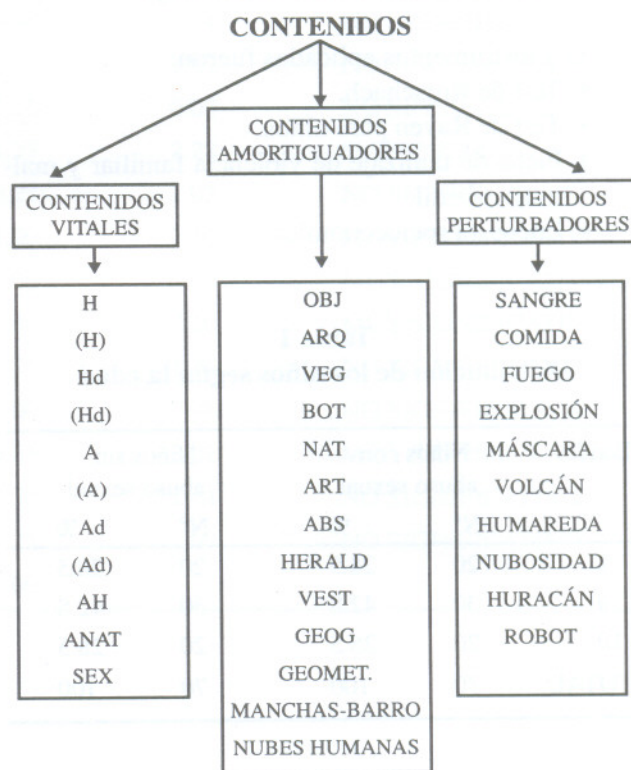 CONTENIDOS
CONTENIDOS
AMORTIGUADORES
CONTENIDOS
VITALES
CONTENIDOS
PERTURBADORES
H
(H)
Hd
(Hd)
A
(A)
Ad
(Ad)
AH
ANAT
SEX
OBJ
ARQ
VEG
BOT
NAT
ART
ABS
HERALD
VEST
GEOG
GEOMET.
MANCHAS-BARRO
NUBES HUMANAS
SANGRE
COMIDA
FUEGO
EXPLOSIÓN
MÁSCARA
VOLCÁN
HUMAREDA
NUBOSIDAD
HURACÁN
ROBOT